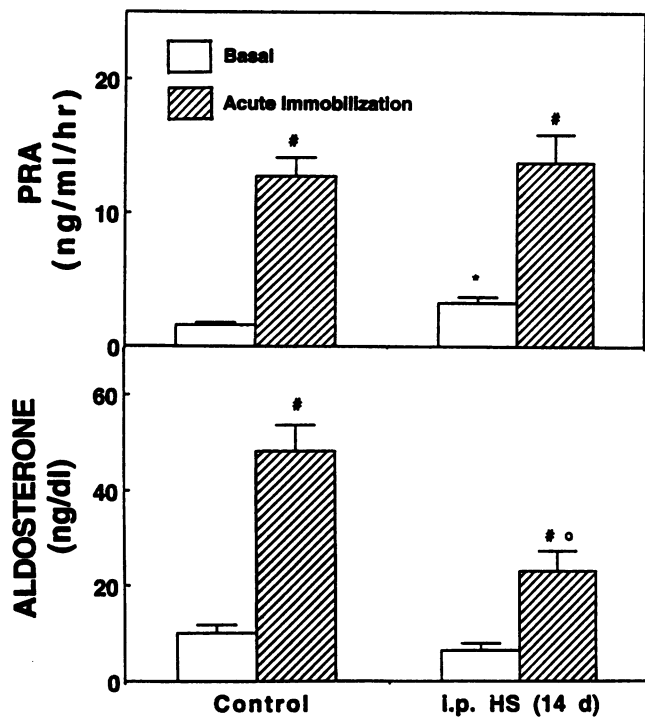 20
Basal
Acute Immobilization
#
#
PRA
(ng/ml/hr)
10
*
0
60
#
ALDOSTERONE
(ng/dl)
40
# o
20
0
Control
i.p. HS (14 d)